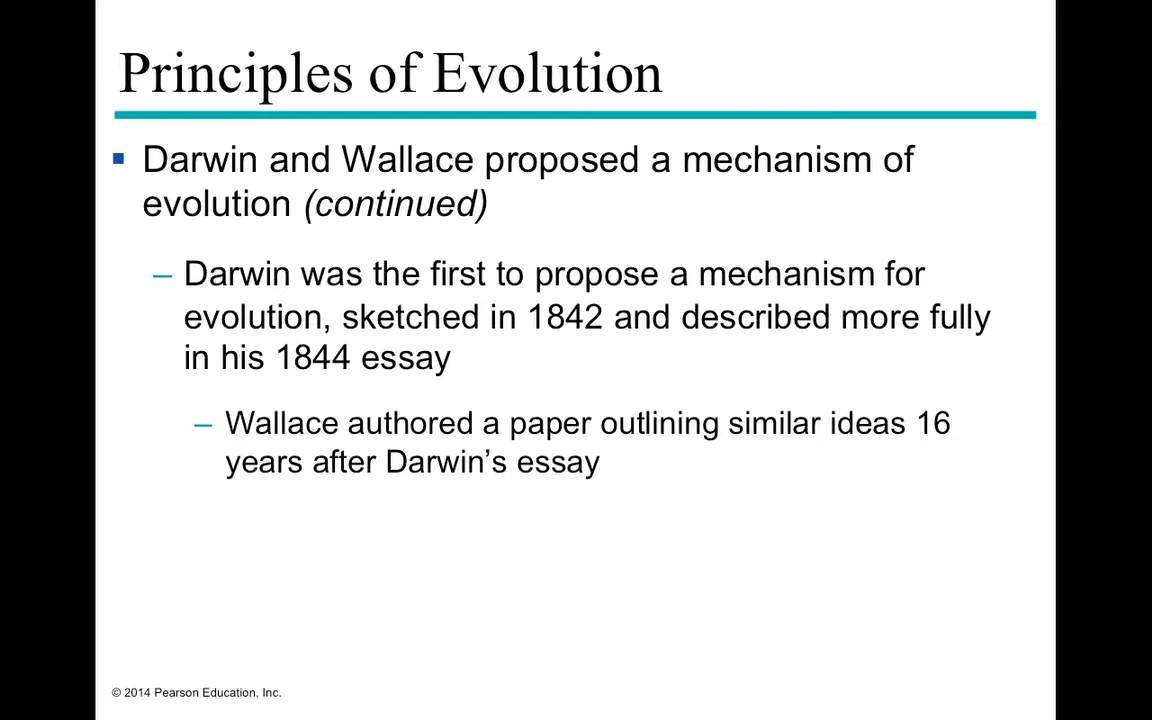 Principles of Evolution
▪ Darwin and Wallace proposed a mechanism of
evolution (continued)
– Darwin was the first to propose a mechanism for
evolution, sketched in 1842 and described more fully
in his 1844 essay
– Wallace authored a paper outlining similar ideas 16
years after Darwin’s essay
© 2014 Pearson Education, Inc.